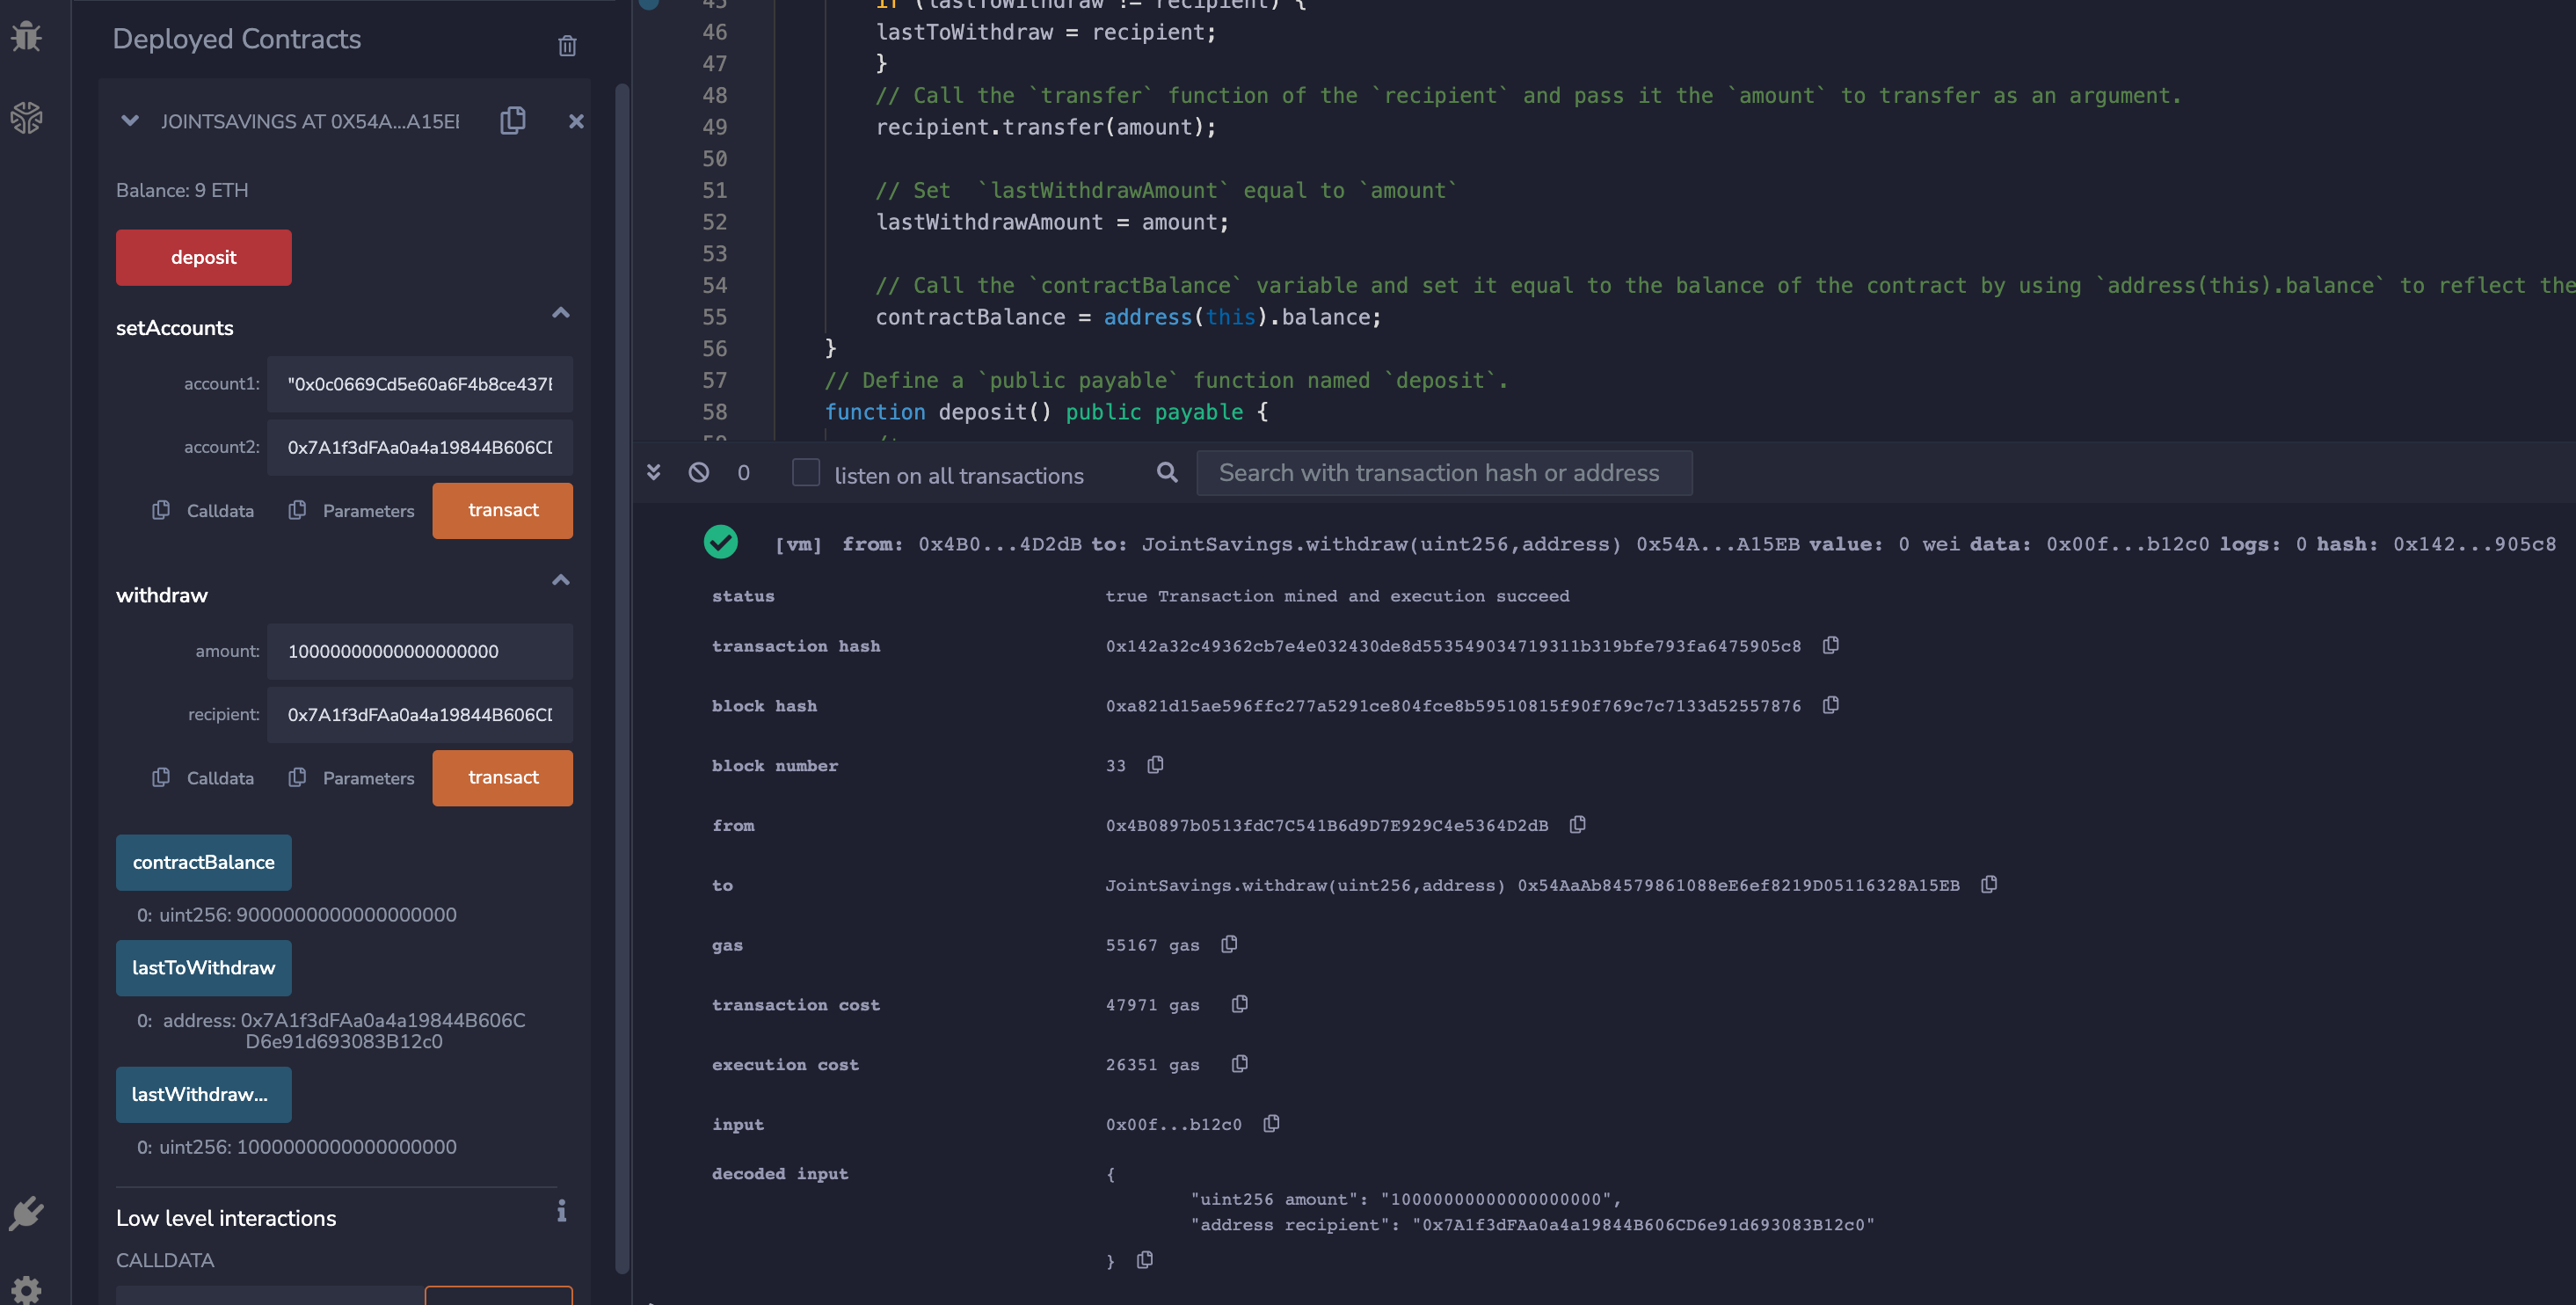 Deployed Contracts
JOINTSAVINGS AT 0X54A...A15E
Balance: 9 ETH
deposit
setAccounts
account1: "0x0c0669Cd5e60a6F4b8ce437
account2: 0x7A1f3dFAa0a4a19844B606C
Calldata Parameters transact
withdraw
amount: 10000000000000000000
recipient: 0x7A1f3dFAa0a4a19844B606C
Calldata Parameters transact
contractBalance
0: uint256: 9000000000000000000
lastToWithdraw
0: address: 0x7A1f3dFAa0a4a19844B606C
D6e91d693083B12c0
lastWithdraw...
0: uint256: 1000000000000000000
Low level interactions
CALLDATA
45 if (lastToWithdraw != recipient) {
46 lastToWithdraw = recipient;
47 }
48 // Call the `transfer` function of the `recipient` and pass it the `amount` to transfer as an argument.
49 recipient.transfer(amount);
50
51 // Set  `lastWithdrawAmount` equal to `amount`
52 lastWithdrawAmount = amount;
53
54 // Call the `contractBalance` variable and set it equal to the balance of the contract by using `address(this).balance` to reflect the
55 contractBalance = address(this).balance;
56 }
57 // Define a `public payable` function named `deposit`.
58 function deposit() public payable {
0 listen on all transactions Search with transaction hash or address
[vm] from: 0x4B0...4D2dB to: JointSavings.withdraw(uint256,address) 0x54A...A15EB value: 0 wei data: 0x00f...b12c0 logs: 0 hash: 0x142...905c8
status true Transaction mined and execution succeed
transaction hash 0x142a32c49362cb7e4e032430de8d553549034719311b319bfe793fa6475905c8
block hash 0xa821d15ae596ffc277a5291ce804fce8b59510815f90f769c7c7133d52557876
block number 33
from 0x4B0897b0513fdC7C541B6d9D7E929C4e5364D2dB
to JointSavings.withdraw(uint256,address) 0x54AaAb84579861088eE6ef8219D05116328A15EB
gas 55167 gas
transaction cost 47971 gas
execution cost 26351 gas
input 0x00f...b12c0
decoded input {
"uint256 amount": "10000000000000000000",
"address recipient": "0x7A1f3dFAa0a4a19844B606CD6e91d693083B12c0"
}